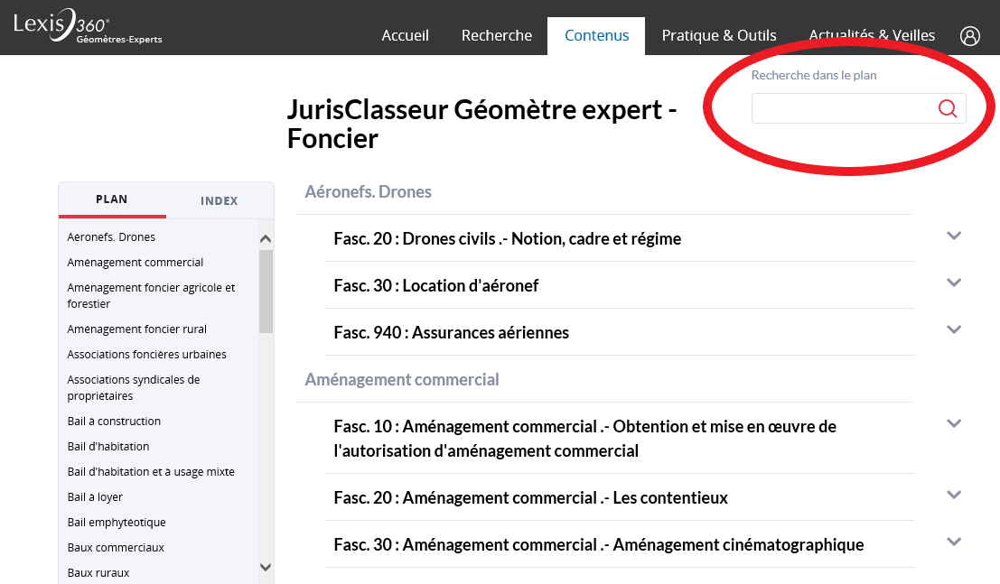 Lexis 360®
Géomètres-Experts
Accueil
Recherche
Contenus
Pratique & Outils
Actualités & Veilles
Recherche dans le plan
JurisClasseur Géomètre expert -
Foncier
PLAN
INDEX
Aéronefs. Drones
Aménagement commercial
Aménagement foncier agricole et
forestier
Aménagement foncier rural
Associations foncières urbaines
Associations syndicales de
propriétaires
Bail à construction
Bail d'habitation
Bail d'habitation et à usage mixte
Bail à loyer
Bail emphytéotique
Baux commerciaux
Baux ruraux
Aéronefs. Drones
Fasc. 20 : Drones civils .- Notion, cadre et régime
Fasc. 30 : Location d'aéronef
Fasc. 940 : Assurances aériennes
Aménagement commercial
Fasc. 10 : Aménagement commercial .- Obtention et mise en œuvre de
l'autorisation d'aménagement commercial
Fasc. 20 : Aménagement commercial .- Les contentieux
Fasc. 30 : Aménagement commercial .- Aménagement cinématographique